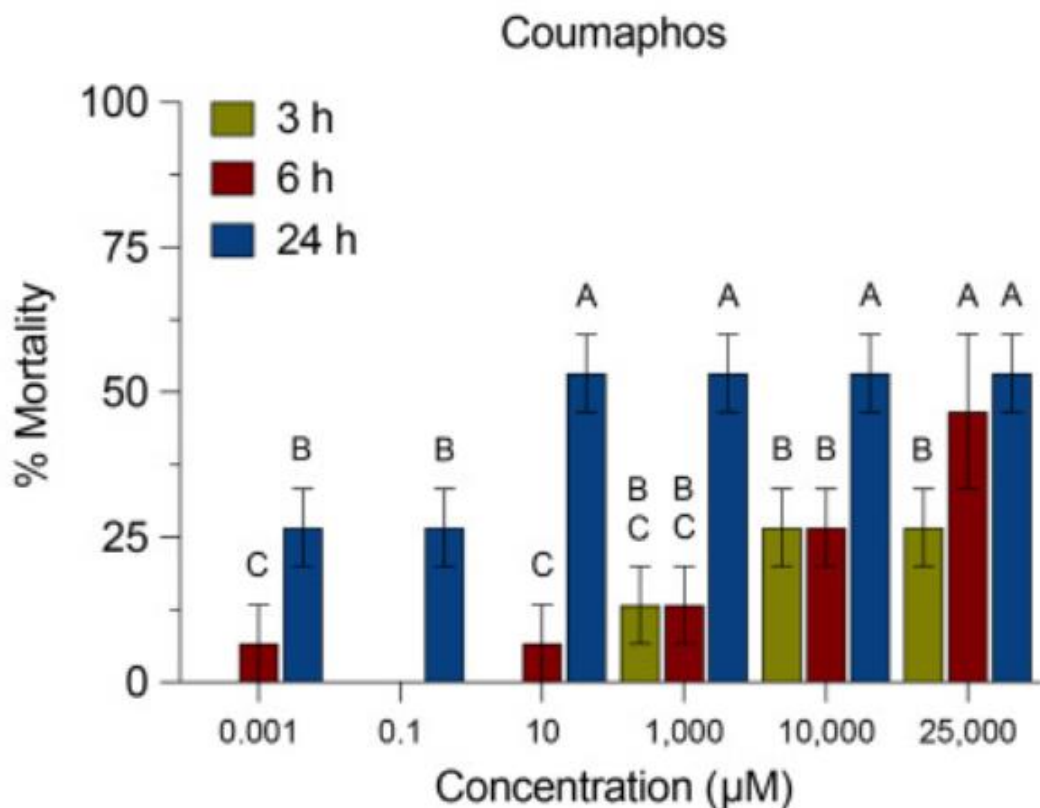 Coumaphos
100
75
50
25
0
% Mortality
3 h
6 h
24 h
C
B
B
C
A
B
C
B
C
A
B
B
A
B
A
A
0.001
0.1
10
1,000
10,000
25,000
Concentration (µM)